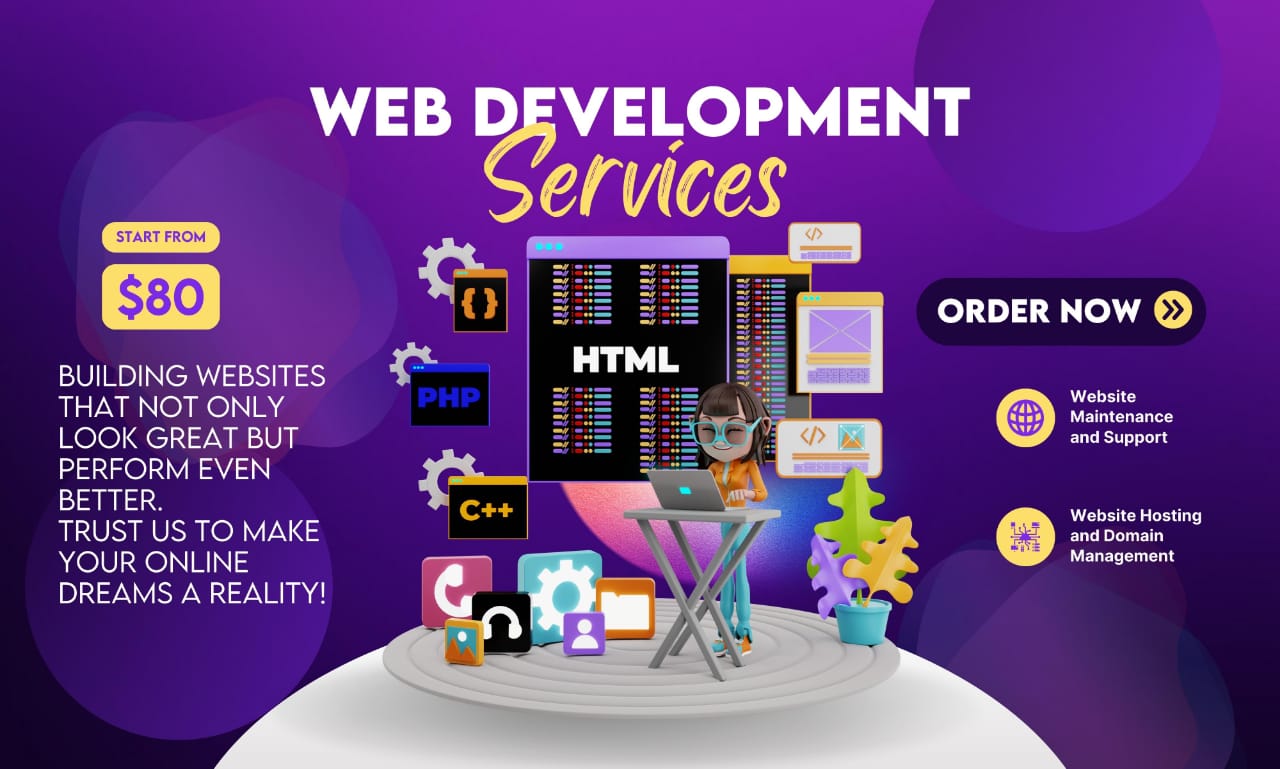 WEB DEVELOPMENT
Services
START FROM
$80
BUILDING WEBSITES
THAT NOT ONLY
LOOK GREAT BUT
PERFORM EVEN
BETTER.
TRUST US TO MAKE
YOUR ONLINE
DREAMS A REALITY!
{}
PHP
C++
HTML
</>
</>
ORDER NOW
Website
Maintenance
and Support
Website Hosting
and Domain
Management